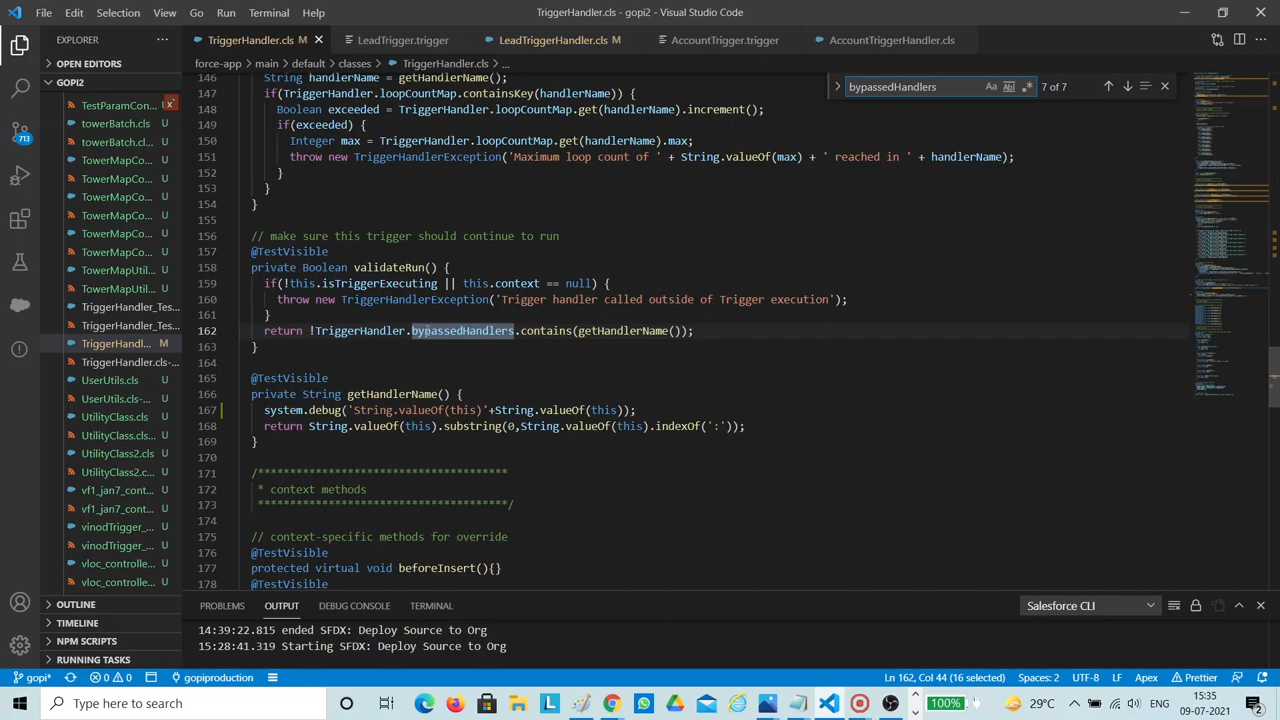 File Edit Selection View Go Run Terminal Help
TriggerHandler.cls - gopi2 - Visual Studio Code
EXPLORER
TriggerHandler.cls M
LeadTrigger.trigger
LeadTriggerHandler.cls M
AccountTrigger.trigger
AccountTriggerHandler.cls
OPEN EDITORS
force-app > main > default > classes > TriggerHandler.cls >
GOPI2
bypassedHandlers
Aa
? of 7
TestParamCon... X
towerBatch.cls U
towerBatch.cls... U
TowerMapCo... U
TowerMapCo... U
TowerMapCo... U
TowerMapCo... U
TowerMapCo... U
TowerMapCo... U
TowerMapUtil... U
TowerMapUtil... U
TriggerHandler_Tes...
TriggerHandler_Tes...
TriggerHandl... M
TriggerHandler.cls-...
UserUtils.cls U
UserUtils.cls-... U
UtilityClass.cls U
UtilityClass.cl... U
UtilityClass2.cls U
UtilityClass2.c... U
vf1_jan7_cont... U
vf1_jan7_cont... U
vinodTrigger_... U
vinodTrigger_... U
vloc_controlle... U
vloc_controlle... U
146 String handlerName = getHandlerName();
147 if(TriggerHandler.loopCountMap.containsKey(handlerName)) {
148 Boolean exceeded = TriggerHandler.loopCountMap.get(handlerName).increment();
149 if(exceeded) {
150 Integer max = TriggerHandler.loopCountMap.get(handlerName).max;
151 throw new TriggerHandlerException('Maximum loop count of ' + String.valueOf(max) + ' reached in ' + handlerName);
152 }
153 }
154 }
155
156 // make sure this trigger should continue to run
157 @TestVisible
158 private Boolean validateRun() {
159 if(!this.isTriggerExecuting || this.context == null) {
160 throw new TriggerHandlerException('Trigger handler called outside of Trigger execution');
161 }
162 return !TriggerHandler.bypassedHandlers.contains(getHandlerName());
163 }
164
165 @TestVisible
166 private String getHandlerName() {
167 system.debug('String.valueOf(this)'+String.valueOf(this));
168 return String.valueOf(this).substring(0,String.valueOf(this).indexOf(':'));
169 }
170
171 /***************************************
172 * context methods
173 ***************************************/
174
175 // context-specific methods for override
176 @TestVisible
177 protected virtual void beforeInsert(){}
178 @TestVisible
OUTLINE
TIMELINE
NPM SCRIPTS
RUNNING TASKS
PROBLEMS OUTPUT DEBUG CONSOLE TERMINAL
Salesforce CLI
14:39:22.815 ended SFDX: Deploy Source to Org
15:28:41.319 Starting SFDX: Deploy Source to Org
713
gopi* 0 0 gopiproduction
Ln 162, Col 44 (16 selected) Spaces: 2 UTF-8 LF Apex Prettier
Type here to search
100%
29°C
ENG
15:35
09-07-2021
2